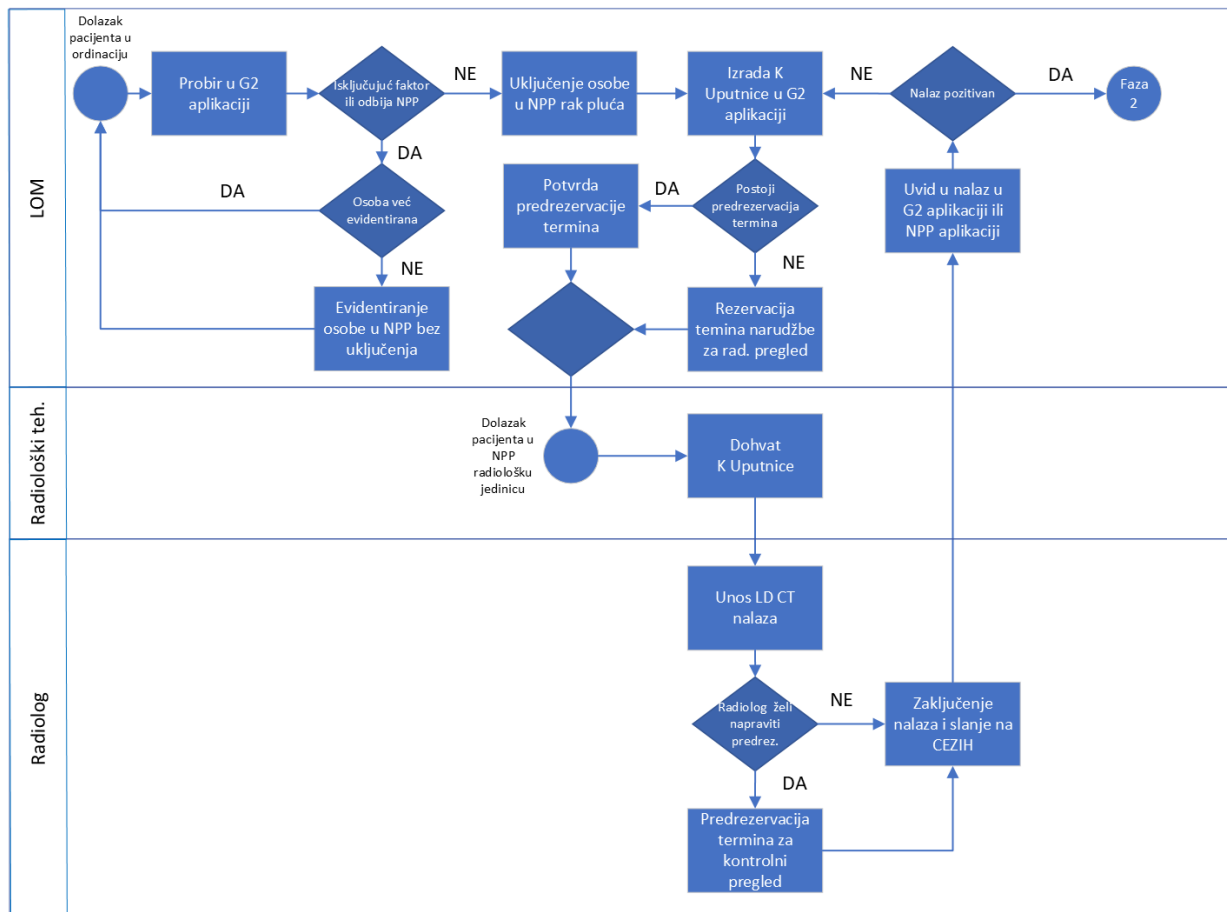 LOM
Dolazak
pacijenta u
ordinaciju
Probir u G2
aplikaciji
Isključujuć faktor
ili odbija NPP
NE
Uključenje osobe
u NPP rak pluća
Izrada K
Uputnice u G2
aplikaciji
NE
Nalaz pozitivan
DA
Faza
2
DA
DA
Osoba već
evidentirana
NE
Evidentiranje
osobe u NPP bez
uključenja
Potvrda
predrezervacije
termina
DA
Postoji
predrezervacija
termina
NE
Rezervacija
temina narudžbe
za rad. pregled
Uvid u nalaz u
G2 aplikaciji ili
NPP aplikaciji
Radiološki teh.
Dolazak
pacijenta u
NPP
radiološku
jedinicu
Dohvat
K Uputnice
Radiolog
Unos LD CT
nalaza
Radiolog želi
napraviti
predrez.
NE
Zaključenje
nalaza i slanje na
CEZIH
DA
Predrezervacija
termina za
kontrolni
pregled